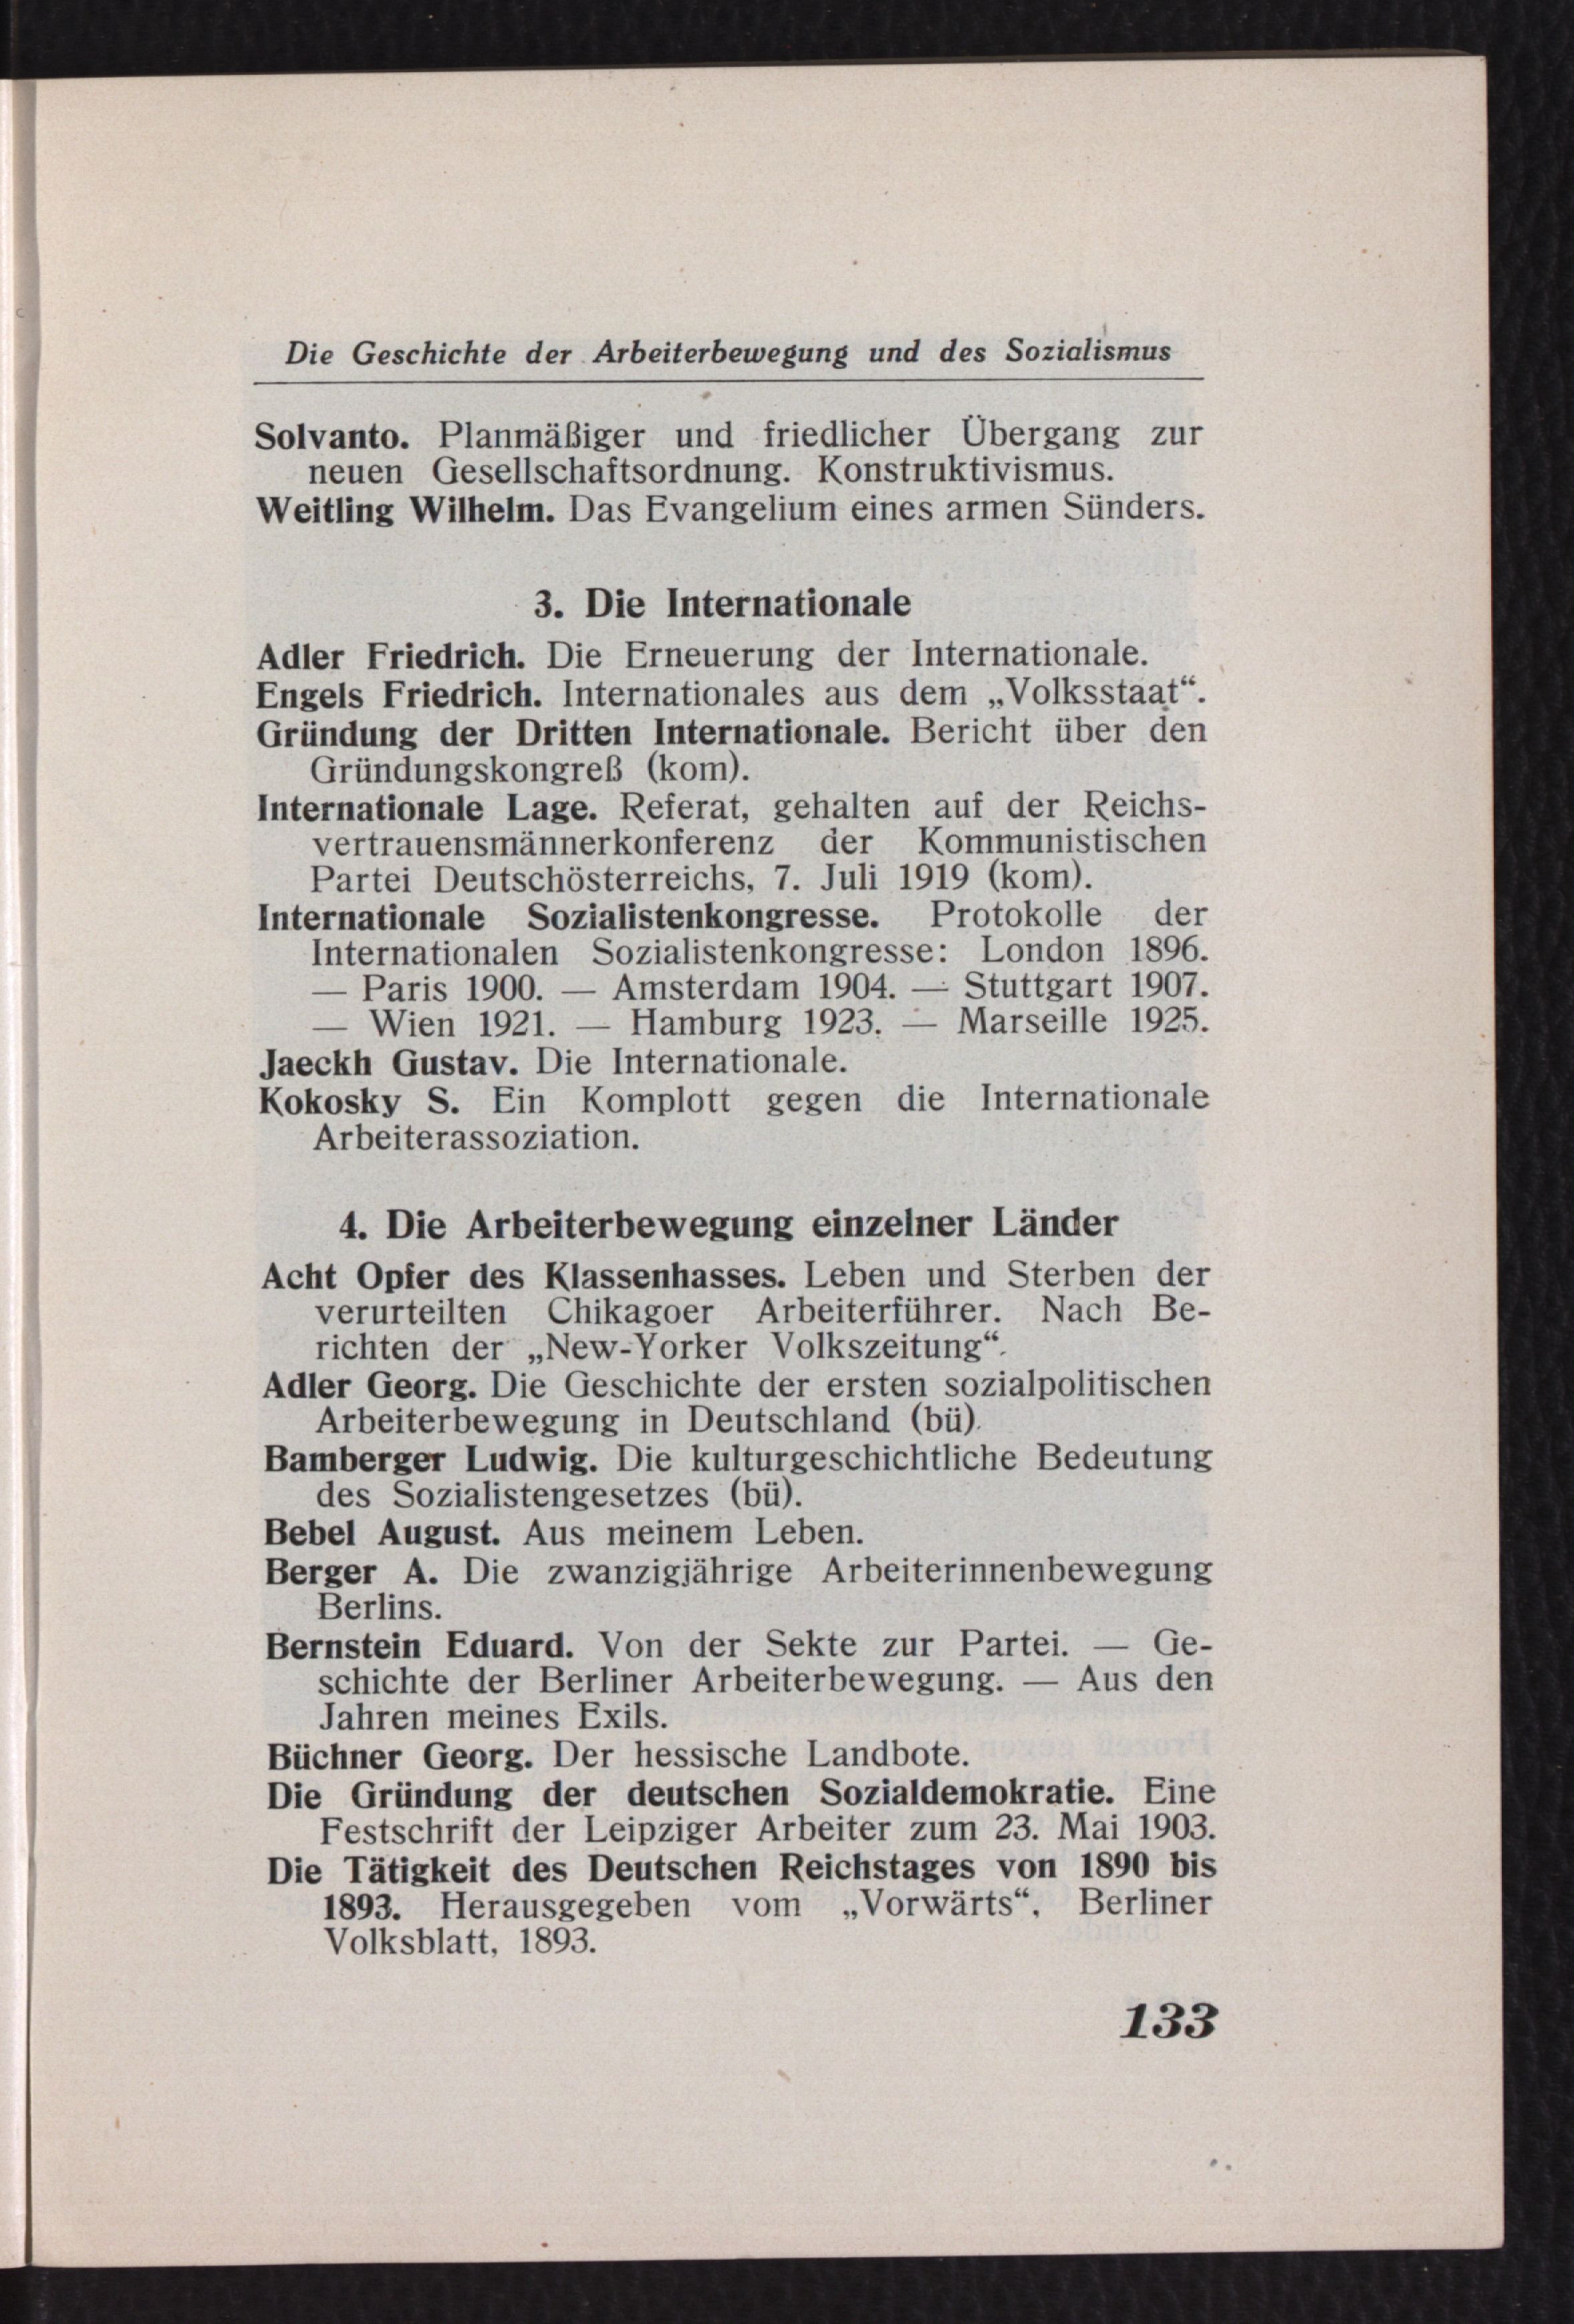 Die Geschichte der Arbeiterbewegung und des Sozialismus
Solvanto. Planmäßiger und friedlicher Übergang zur
neuen Gesellschaftsordnung. Konstruktivismus.
Weitling Wilhelm. Das Evangelium eines armen Sünders.
3. Die Internationale
Adler Friedrich. Die Erneuerung der Internationale.
Engels Friedrich. Internationales aus dem „Volksstaat“.
Gründung der Dritten Internationale. Bericht über den
Gründungskongreß (kom).
Internationale Lage. Referat, gehalten auf der Reichs-
vertrauensmännerkonferenz der Kommunistischen
Partei Deutschösterreichs, 7. Juli 1919 (kom).
Internationale Sozialistenkongresse. Protokolle der
Internationalen Sozialistenkongresse: London 1896.
— Paris 1900. — Amsterdam 1904. — Stuttgart 1907.
— Wien 1921. — Hamburg 1923. — Marseille 1925.
Jaeckh Gustav. Die Internationale.
Kokosky S. Ein Komplott gegen die Internationale
Arbeiterassoziation.
4. Die Arbeiterbewegung einzelner Länder
Acht Opfer des Klassenhasses. Leben und Sterben der
verurteilten Chikagoer Arbeiterführer. Nach Be-
richten der „New-Yorker Volkszeitung“.
Adler Georg. Die Geschichte der ersten sozialpolitischen
Arbeiterbewegung in Deutschland (bü).
Bamberger Ludwig. Die kulturgeschichtliche Bedeutung
des Sozialistengesetzes (bü).
Bebel August. Aus meinem Leben.
Berger A. Die zwanzigjährige Arbeiterinnenbewegung
Berlins.
Bernstein Eduard. Von der Sekte zur Partei. — Ge-
schichte der Berliner Arbeiterbewegung. — Aus den
Jahren meines Exils.
Büchner Georg. Der hessische Landbote.
Die Gründung der deutschen Sozialdemokratie. Eine
Festschrift der Leipziger Arbeiter zum 23. Mai 1903.
Die Tätigkeit des Deutschen Reichstages von 1890 bis
1893. Herausgegeben vom „Vorwärts“, Berliner
Volksblatt, 1893.
133